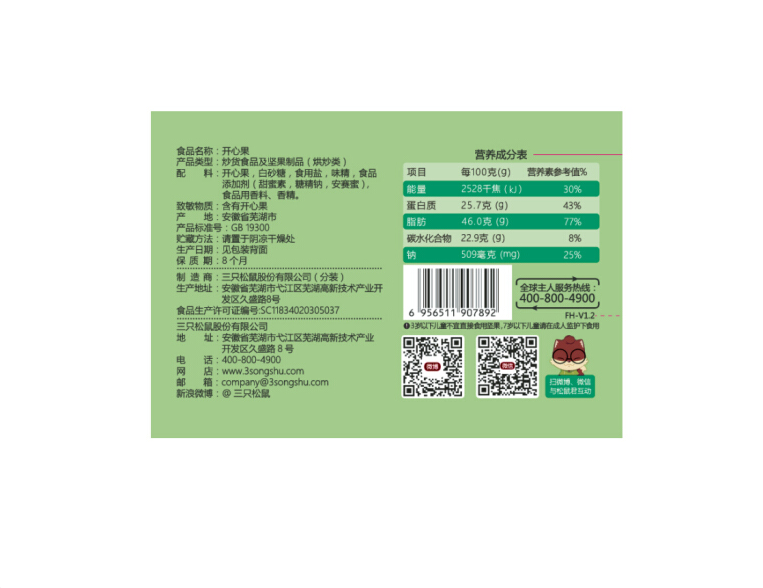 食品名称：开心果
产品类型：炒货食品及坚果制品（烘炒类）
配　　料：开心果，白砂糖，食用盐，味精，食品
添加剂（甜蜜素，糖精钠，安赛蜜），
食品用香料、香精。
致敏物质：含有开心果
产　　地：安徽省芜湖市
产品标准号：GB 19300
贮藏方法：请置于阴凉干燥处
生产日期：见包装背面
保 质 期：8个月
制 造 商：三只松鼠股份有限公司（分装）
生产地址：安徽省芜湖市弋江区芜湖高新技术产业开
发区久盛路8号
食品生产许可证编号:SC11834020305037
三只松鼠股份有限公司
地　　址：安徽省芜湖市弋江区芜湖高新技术产业
开发区久盛路 8 号
电　　话：400-800-4900
网　　店：www.3songshu.com
邮　　箱：company@3songshu.com
新浪微博：@ 三只松鼠
营养成分表
项目 每100克(g) 营养素参考值%
能量 2528千焦 (kJ) 30%
蛋白质 25.7克 (g) 43%
脂肪 46.0克 (g) 77%
碳水化合物 22.9克 (g) 8%
钠 509毫克 (mg) 25%
6 956511 907892
全球主人服务热线：
400-800-4900
FH-V1.2
3岁以下儿童不宜直接食用坚果,7岁以下儿童请在成人监护下食用
微博
微信
扫微博、微信
与松鼠君互动